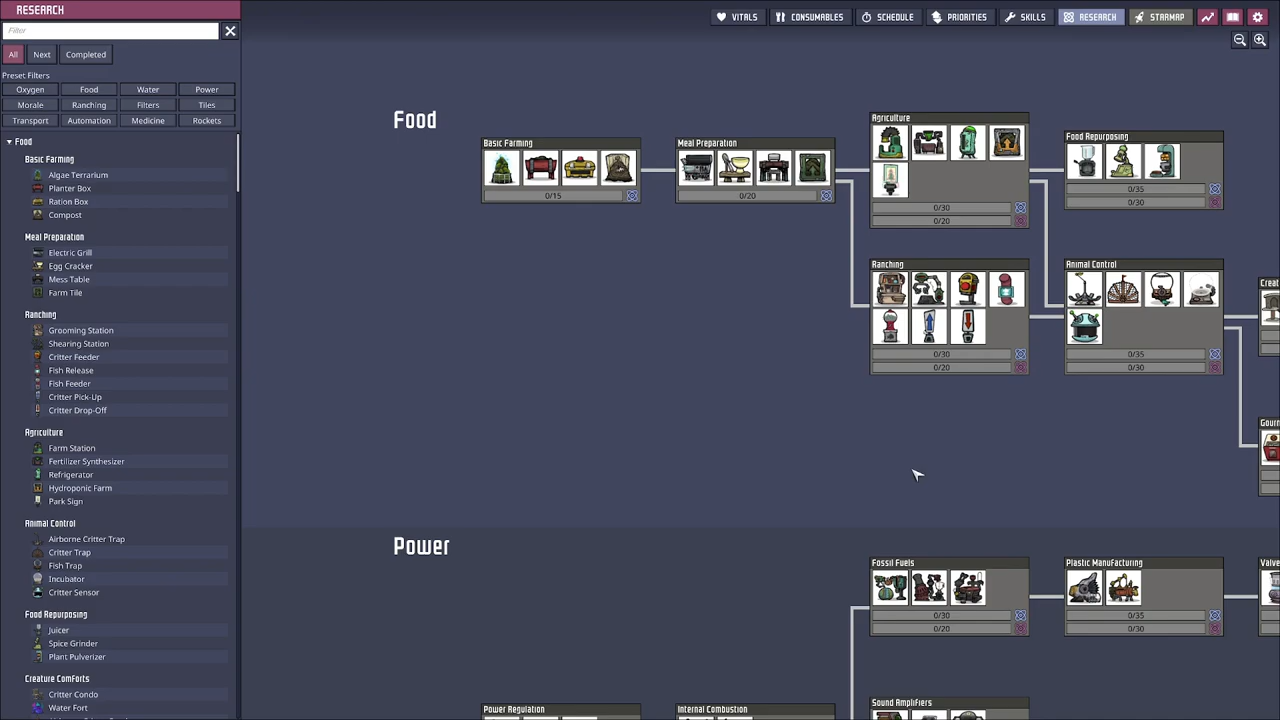 RESEARCH
VITALS
CONSUMABLES
SCHEDULE
PRIORITIES
SKILLS
RESEARCH
STARMAP
Filter
All
Next
Completed
Preset Filters
Oxygen
Food
Water
Power
Morale
Ranching
Filters
Tiles
Transport
Automation
Medicine
Rockets
Food
Basic Farming
Algae Terrarium
Planter Box
Ration Box
Compost
Meal Preparation
Electric Grill
Egg Cracker
Mess Table
Farm Tile
Ranching
Grooming Station
Shearing Station
Critter Feeder
Fish Release
Fish Feeder
Critter Pick-Up
Critter Drop-Off
Agriculture
Farm Station
Fertilizer Synthesizer
Refrigerator
Hydroponic Farm
Park Sign
Animal Control
Airborne Critter Trap
Critter Trap
Fish Trap
Incubator
Critter Sensor
Food Repurposing
Juicer
Spice Grinder
Plant Pulverizer
Creature Comforts
Critter Condo
Water Fort
Food
Basic Farming
0/15
Meal Preparation
0/20
Agriculture
0/30
0/20
Food Repurposing
0/35
0/30
Ranching
0/30
0/20
Animal Control
0/35
0/30
Creat
Gour
Power
Fossil Fuels
0/30
0/20
Plastic Manufacturing
0/35
0/30
Valve
Power Regulation
Internal Combustion
Sound Amplifiers